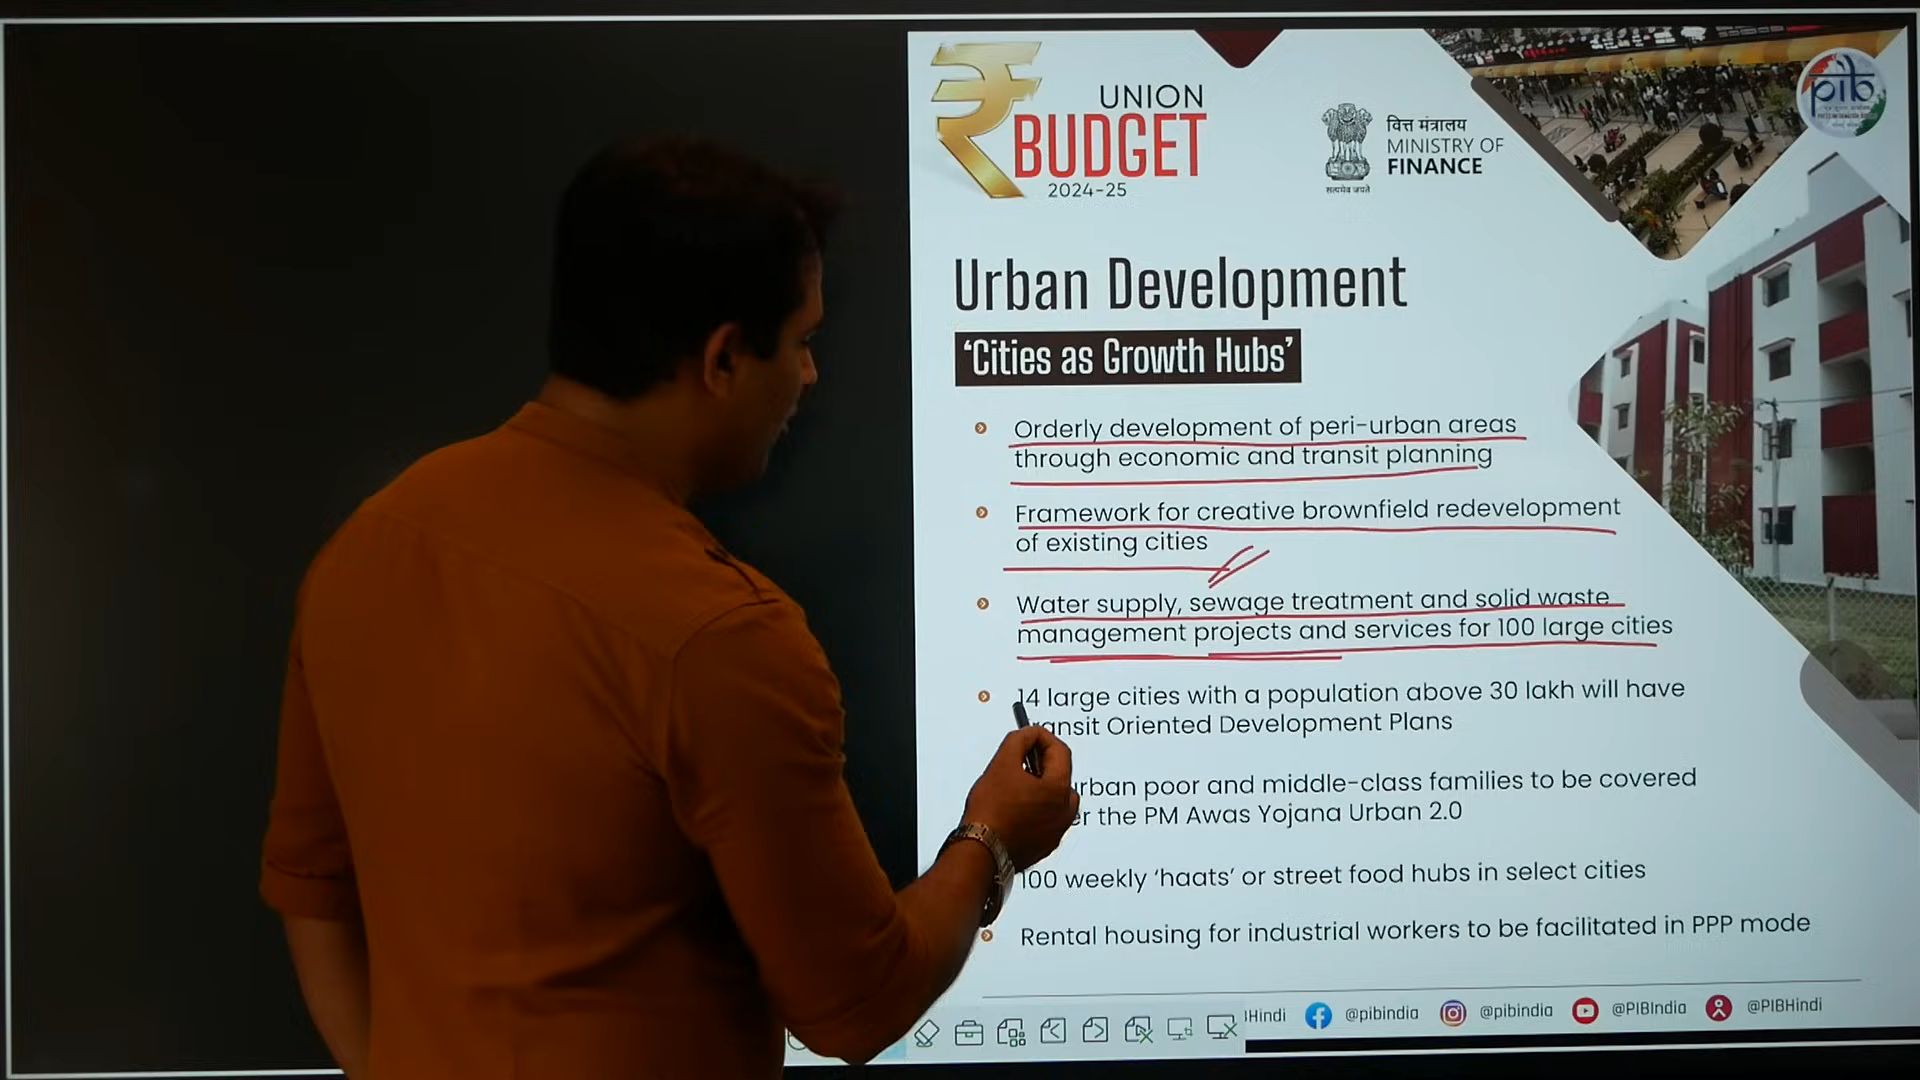 UNION
BUDGET
2024-25
वित्त मंत्रालय
MINISTRY OF
FINANCE
सत्यमेव जयते
pib
Urban Development
‘Cities as Growth Hubs’
Orderly development of peri-urban areas
through economic and transit planning
Framework for creative brownfield redevelopment
of existing cities
Water supply, sewage treatment and solid waste
management projects and services for 100 large cities
14 large cities with a population above 30 lakh will have
Oriented Development Plans
poor and middle-class families to be covered
the PM Awas Yojana Urban 2.0
100 weekly ‘haats’ or street food hubs in select cities
Rental housing for industrial workers to be facilitated in PPP mode
@pibindia @pibindia @PIBIndia @PIBHindi